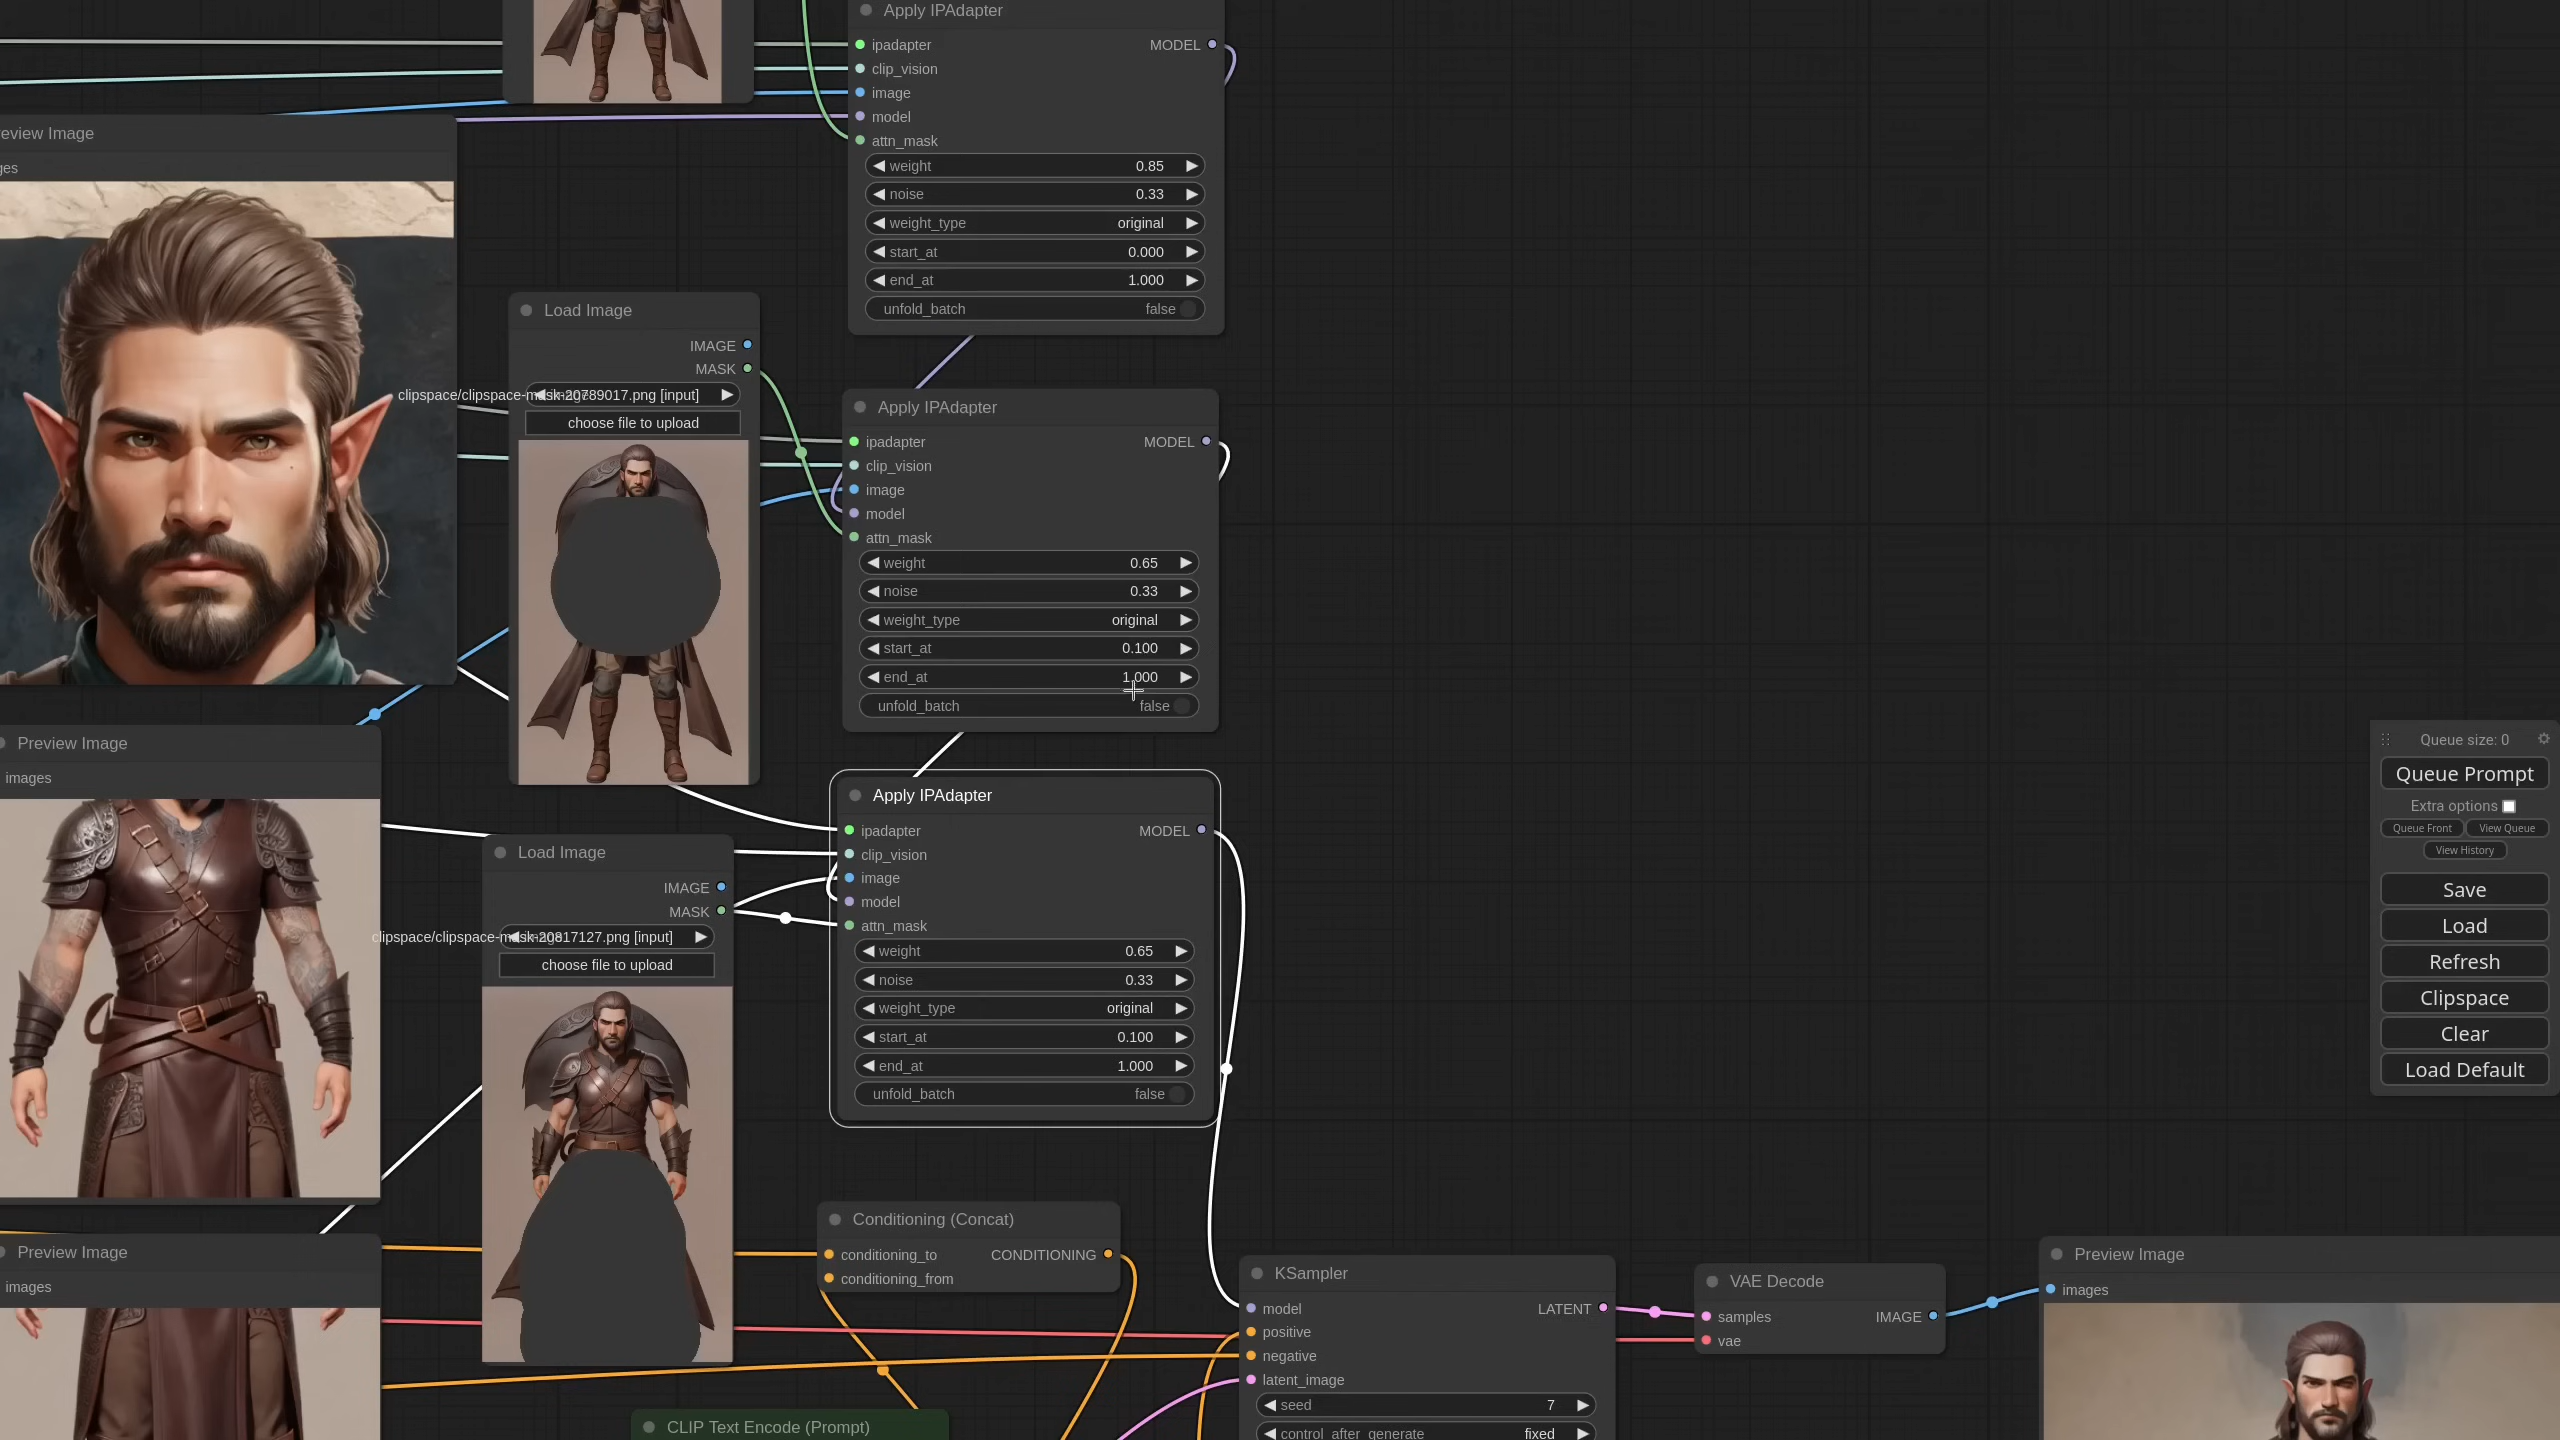 Apply IPAdapter
ipadapter MODEL
clip_vision
image
model
attn_mask
weight 0.85
noise 0.33
weight_type original
start_at 0.000
end_at 1.000
unfold_batch false
eview Image
ges
Load Image
IMAGE
MASK
clipspace/clipspace-mask-20789017.png [input]
choose file to upload
Apply IPAdapter
ipadapter MODEL
clip_vision
image
model
attn_mask
weight 0.65
noise 0.33
weight_type original
start_at 0.100
end_at 1.000
unfold_batch false
Preview Image
images
Apply IPAdapter
ipadapter MODEL
clip_vision
image
model
attn_mask
weight 0.65
noise 0.33
weight_type original
start_at 0.100
end_at 1.000
unfold_batch false
Load Image
IMAGE
MASK
clipspace/clipspace-mask-20817127.png [input]
choose file to upload
Preview Image
images
Conditioning (Concat)
conditioning_to CONDITIONING
conditioning_from
CLIP Text Encode (Prompt)
KSampler
model LATENT
positive
negative
latent_image
seed 7
control_after_generate fixed
VAE Decode
samples IMAGE
vae
Preview Image
images
Queue size: 0
Queue Prompt
Extra options
Queue Front View Queue
View History
Save
Load
Refresh
Clipspace
Clear
Load Default